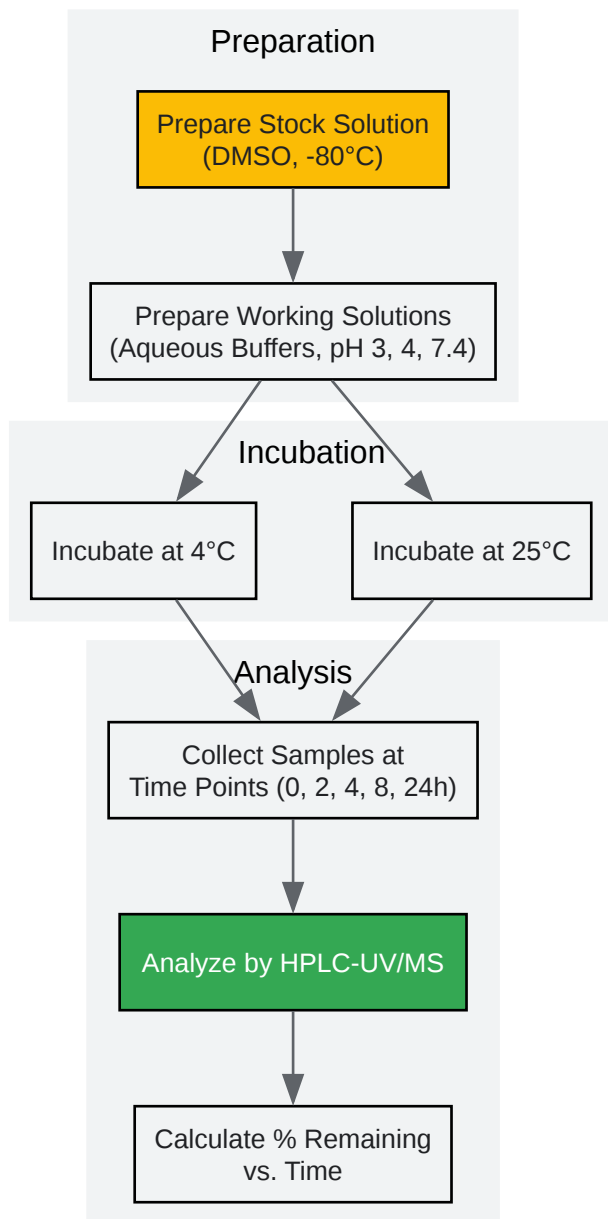 Preparation
Prepare Stock Solution
(DMSO, -80°C)
Prepare Working Solutions
(Aqueous Buffers, pH 3, 4, 7.4)
Incubation
Incubate at 4°C
Incubate at 25°C
Analysis
Collect Samples at
Time Points (0, 2, 4, 8, 24h)
Analyze by HPLC-UV/MS
Calculate % Remaining
vs. Time